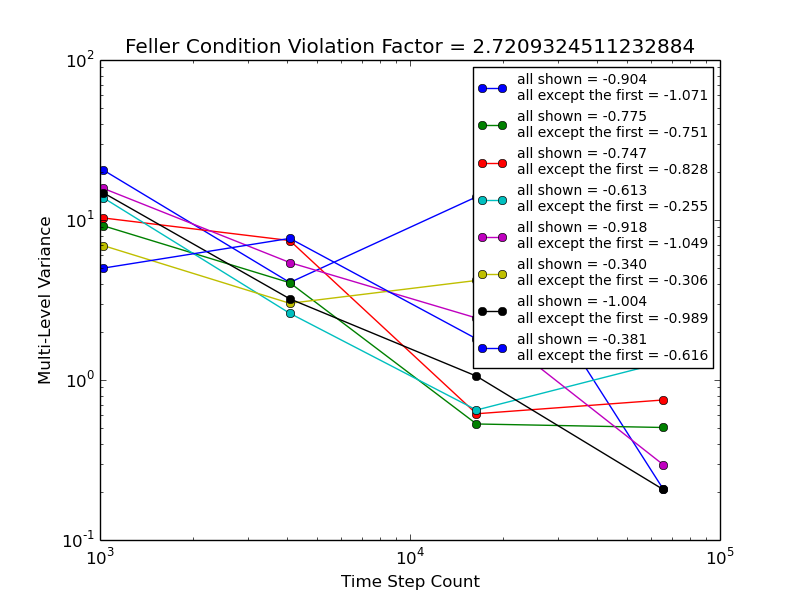 Feller Condition Violation Factor = 2.7209324511232884
10^2
10^1
10^0
10^-1
Multi-Level Variance
all shown = -0.904
all except the first = -1.071
all shown = -0.775
all except the first = -0.751
all shown = -0.747
all except the first = -0.828
all shown = -0.613
all except the first = -0.255
all shown = -0.918
all except the first = -1.049
all shown = -0.340
all except the first = -0.306
all shown = -1.004
all except the first = -0.989
all shown = -0.381
all except the first = -0.616
10^3
10^4
10^5
Time Step Count